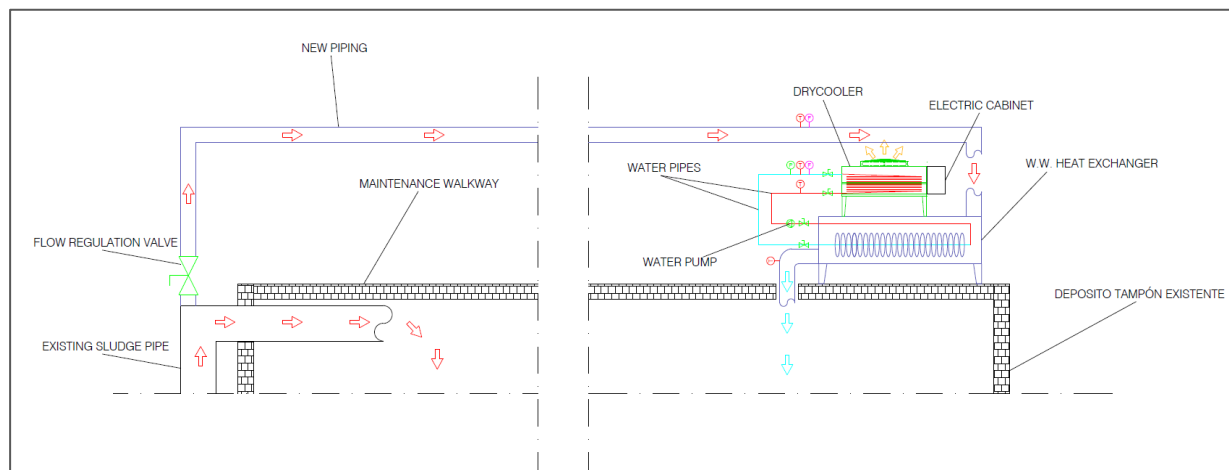 NEW PIPING
DRYCOOLER
ELECTRIC CABINET
T P
P T P
WATER PIPES
W.W. HEAT EXCHANGER
MAINTENANCE WALKWAY
T
FLOW REGULATION VALVE
WATER PUMP
DEPOSITO TAMPÓN EXISTENTE
EXISTING SLUDGE PIPE